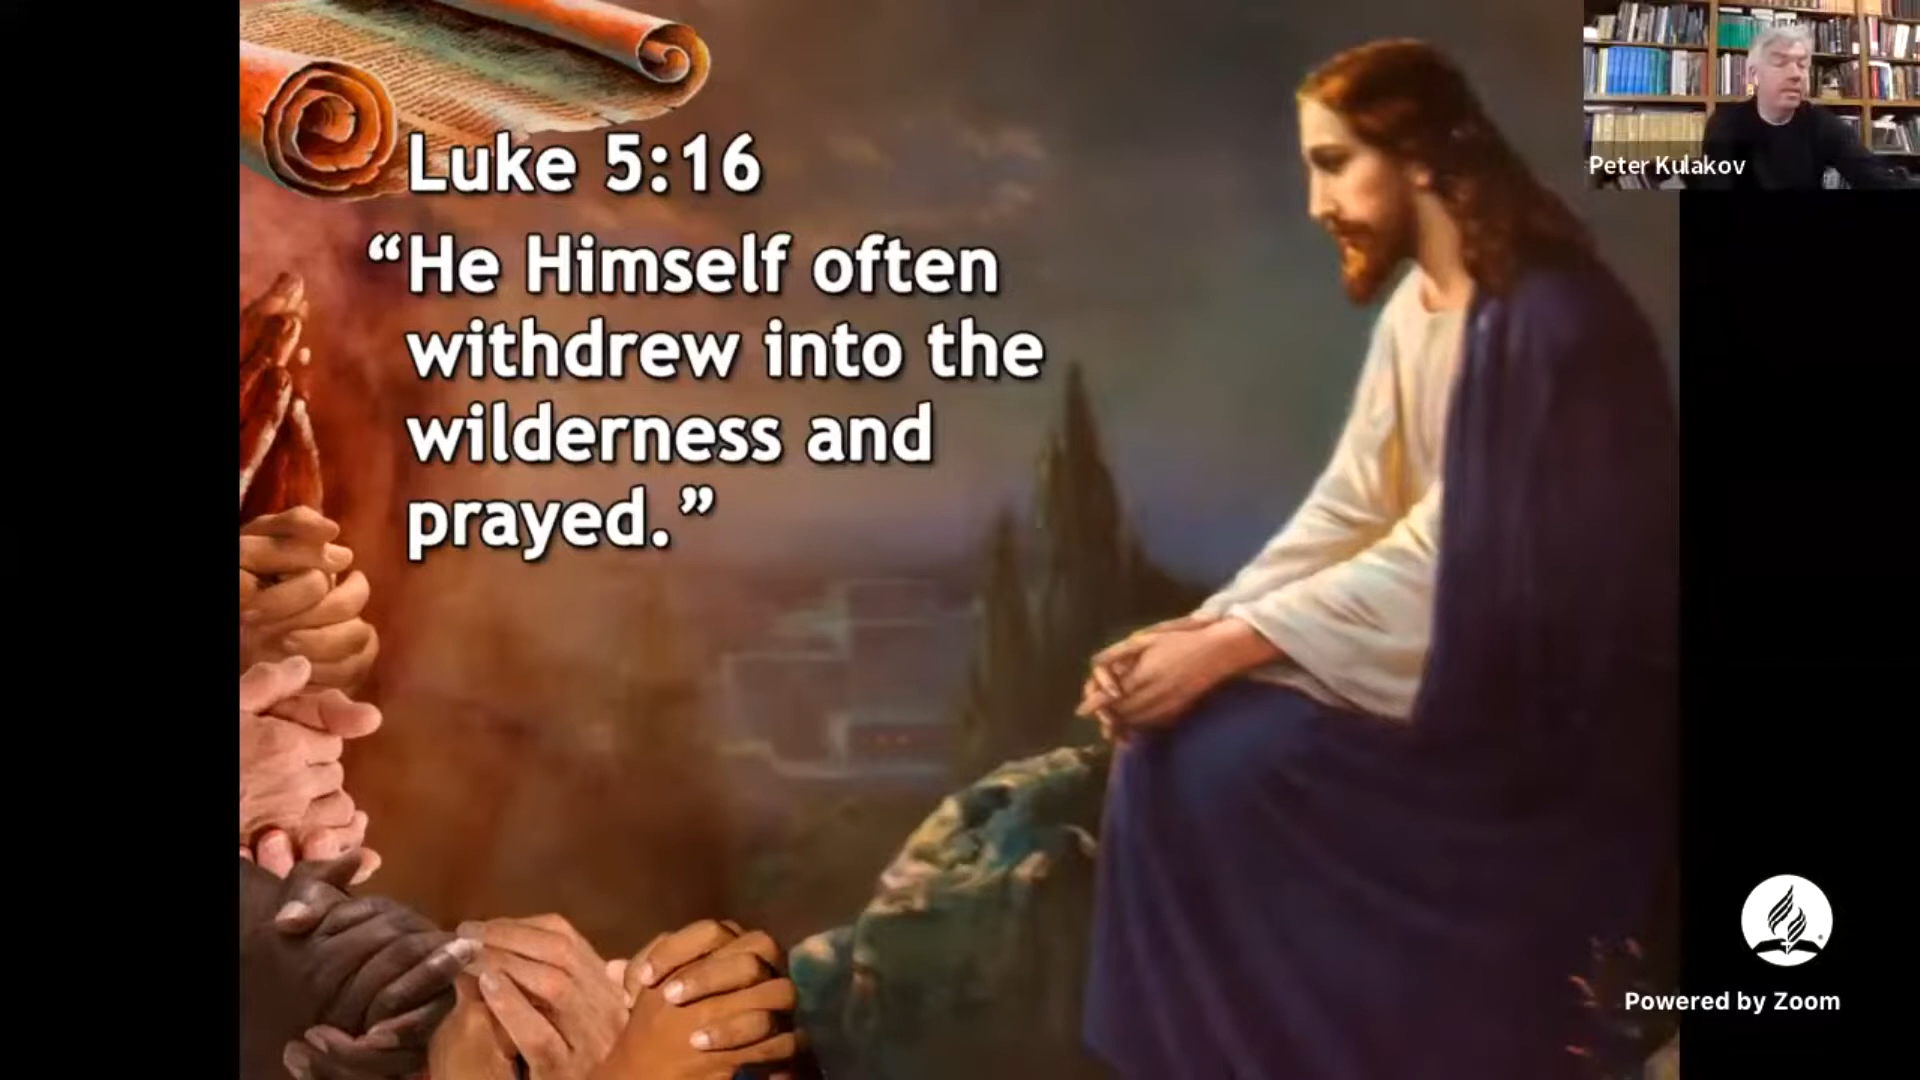 Luke 5:16
“He Himself often
withdrew into the
wilderness and
prayed.”
Peter Kulakov
Powered by Zoom